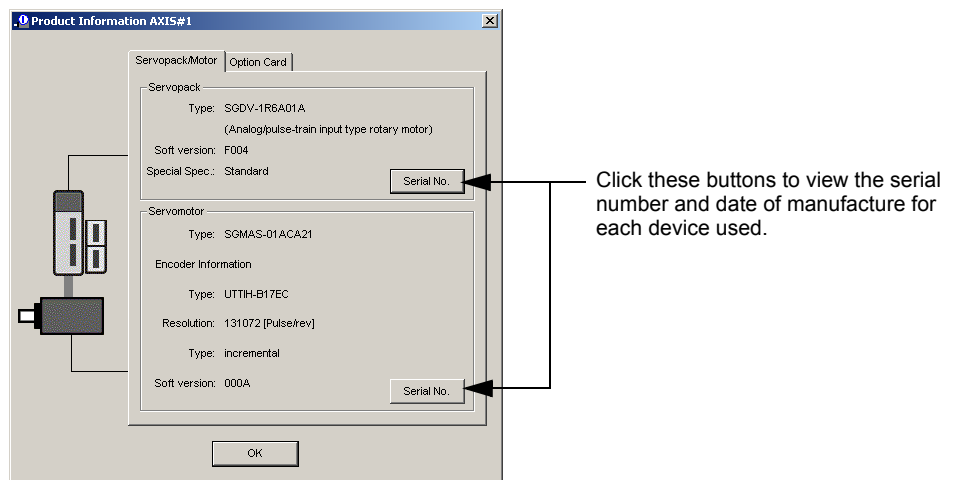 Product Information AXIS#1
Servopack/Motor Option Card
Servopack
Type: SGDV-1R6A01A
(Analog/pulse-train input type rotary motor)
Soft version: F004
Special Spec.: Standard
Serial No.
Servomotor
Type: SGMAS-01ACA21
Encoder Information
Type: UTTIH-B17EC
Resolution: 131072 [Pulse/rev]
Type: incremental
Soft version: 000A
Serial No.
OK
Click these buttons to view the serial
number and date of manufacture for
each device used.